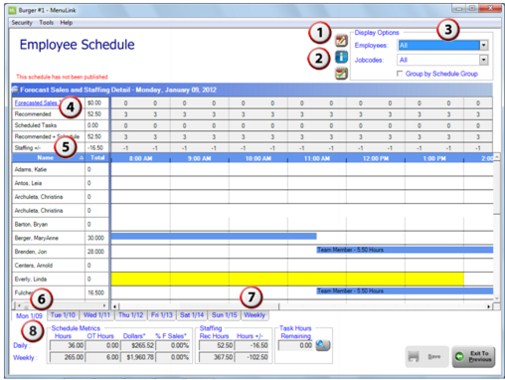 Burger #1 - MenuLink
Security Tools Help
Employee Schedule
This schedule has not been published
1
2
3
Display Options
Employees: All
Jobcodes: All
Group by Schedule Group
Forecast Sales and Staffing Detail - Monday, January 09, 2012
Forecasted Sales $0.00 0 0 0 0 0 0 0 0 0 0 0 0 0
4
Recommended 52.50 3 3 3 3 3 3 3 3 3 3 3 3 3
Scheduled Tasks 0.00 0 0 0 0 0 0 0 0 0 0 0 0 0
Recommended + Schedule 52.50 3 3 3 3 3 3 3 3 3 3 3 3 3
5
Staffing +/- -16.50 -1 -1 -1 -1 -1 -1 -1 -1 -1 -1 -1 -1 -1
Name Total 8:00 AM 9:00 AM 10:00 AM 11:00 AM 12:00 PM 1:00 PM 2:00
Adams, Katie 0
Antos, Leia 0
Archuleta, Christina 0
Archuleta, Christina 0
Barton, Bryan 0
Berger, MaryAnne 30.000
Brenden, Jon 28.000 Team Member - 5.50 Hours
Centers, Arnold 0
Everly, Linda 0
Fulcher 16.500 Team Member - 5.50 Hours
6
7
Mon 1/09 Tue 1/10 Wed 1/11 Thu 1/12 Fri 1/13 Sat 1/14 Sun 1/15 Weekly
8
Schedule Metrics Staffing Task Hours
Hours OT Hours Dollars* % F Sales* Rec Hours Hours +/- Remaining
Daily 36.00 0.00 $265.52 0.00% 52.50 -16.50 0.00
Weekly 265.00 6.00 $1,960.78 0.00% 367.50 -102.50
Save
Exit To Previous